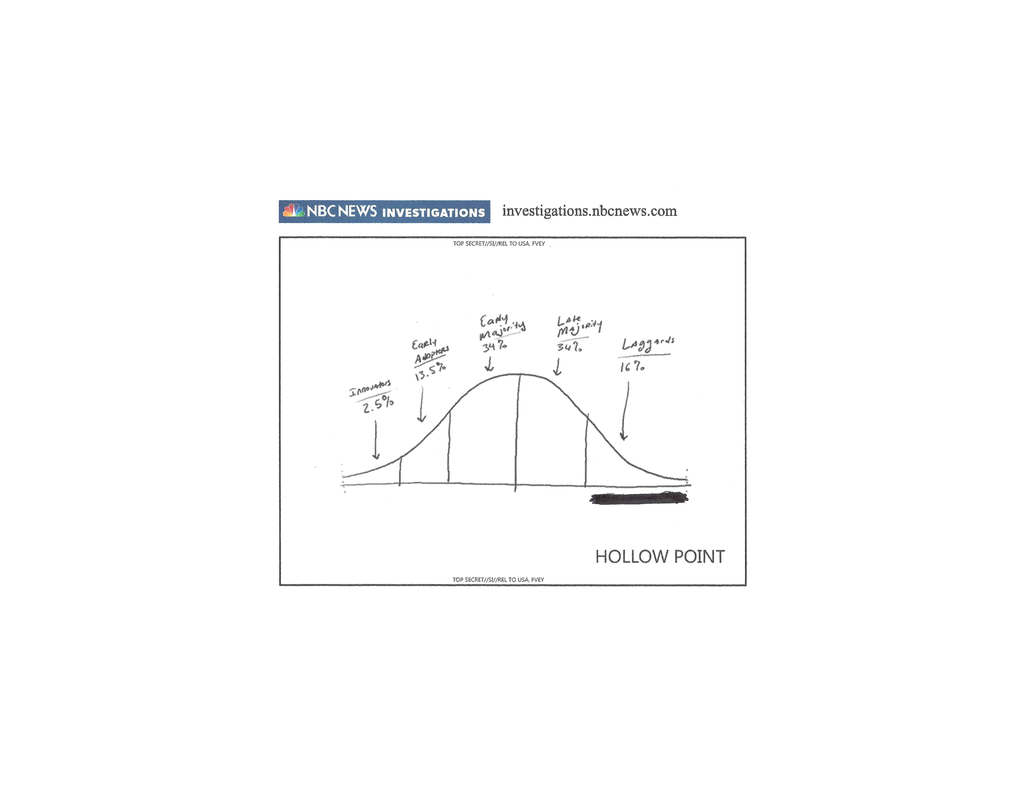 NBC NEWS INVESTIGATIONS investigations.nbcnews.com
TOP SECRET//SI//REL TO USA, FVEY
Early
Majority
34%
Late
Majority
34%
Early
Adopters
13.5%
Laggards
16%
Innovators
2.5%
HOLLOW POINT
TOP SECRET//SI//REL TO USA, FVEY